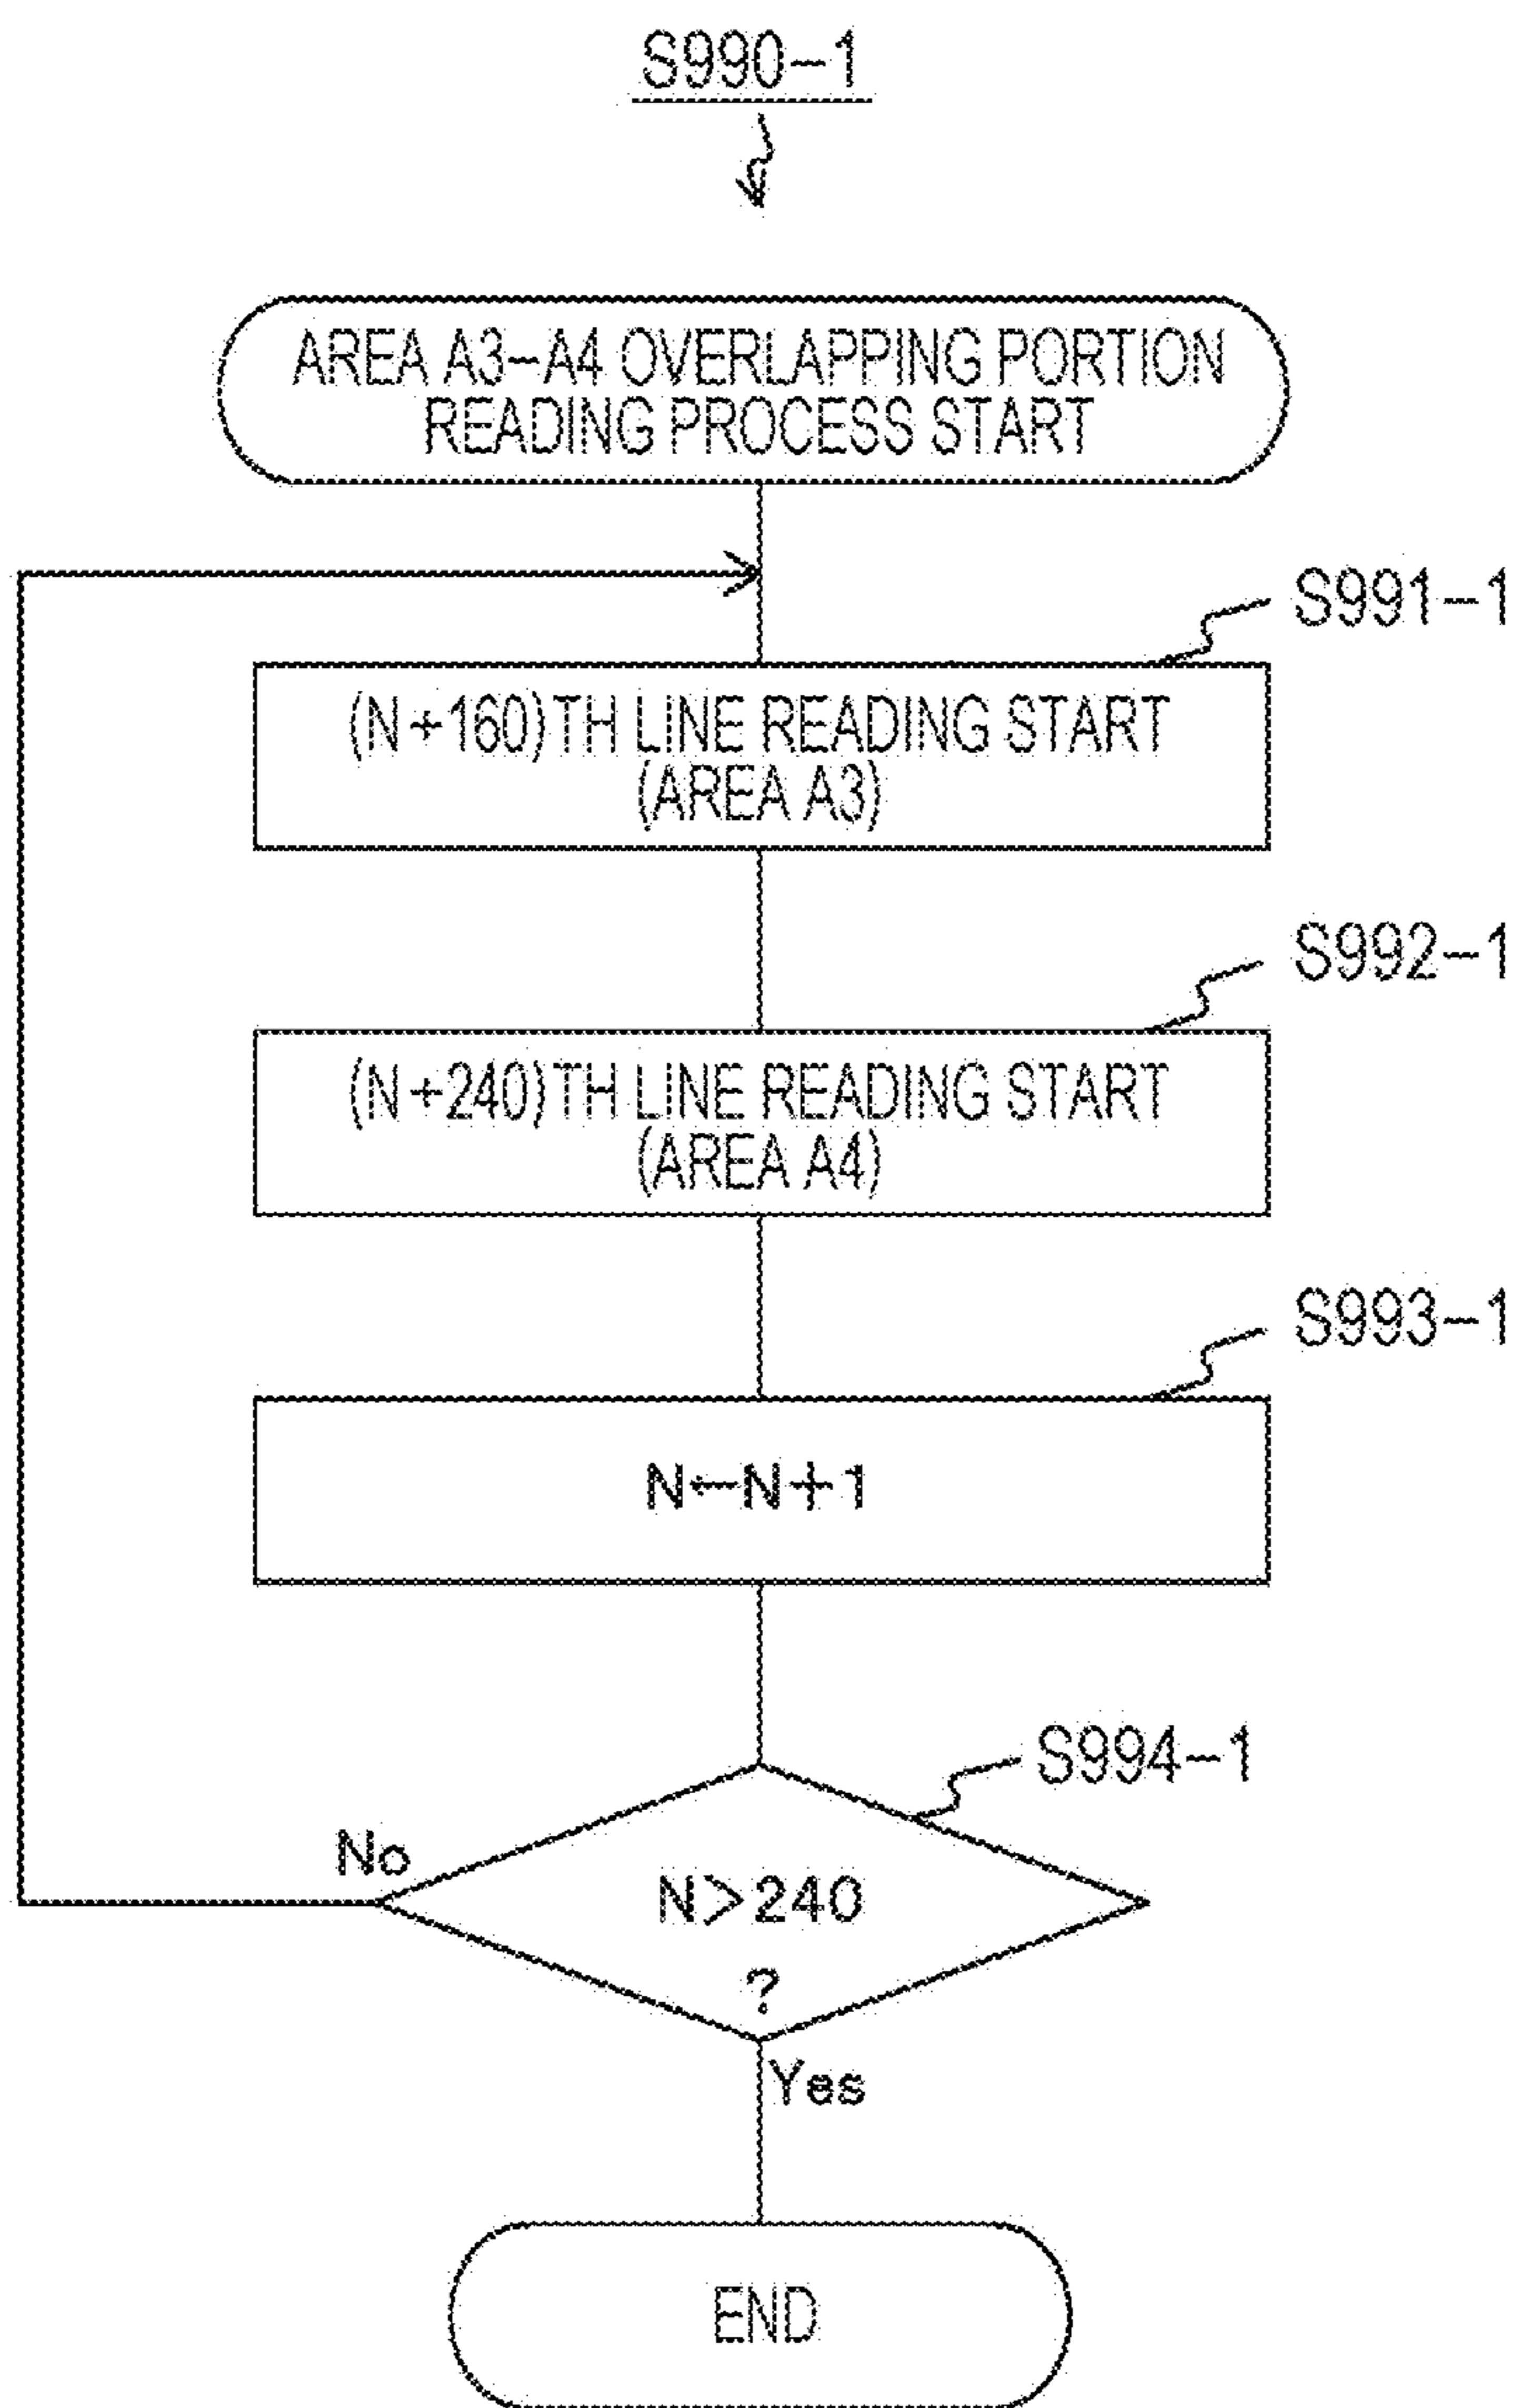 S990-1
AREA A3-A4 OVERLAPPING PORTION
READING PROCESS START
S991-1
(N+160)TH LINE READING START
(AREA A3)
S992-1
(N+240)TH LINE READING START
(AREA A4)
S993-1
N←N+1
S994-1
No
N>240
?
Yes
END